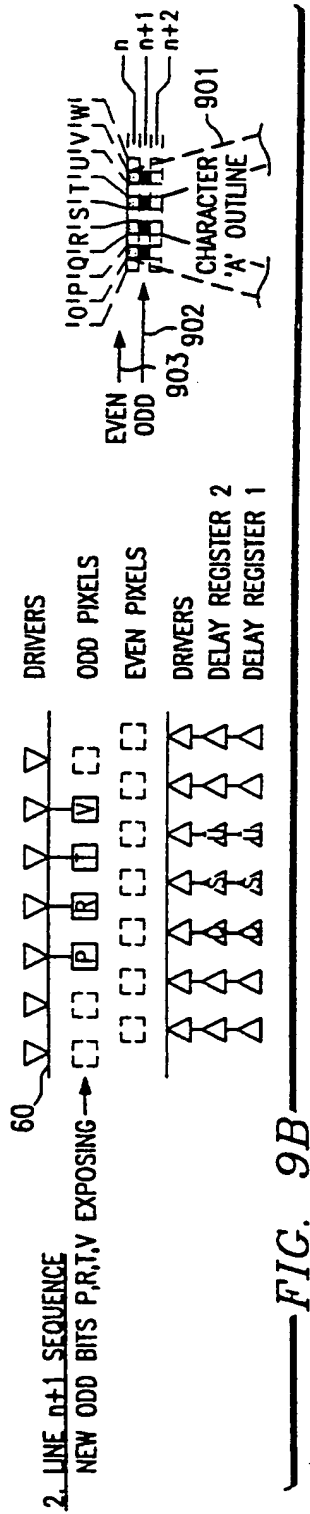 2. LINE n+1 SEQUENCE
NEW ODD BITS P,R,T,V EXPOSING
60
DRIVERS
P R T V
ODD PIXELS
EVEN PIXELS
DRIVERS
Q S U
DELAY REGISTER 2
Q S U
DELAY REGISTER 1
EVEN
ODD
903
902
O P Q R S T U V W
n
n+1
n+2
CHARACTER
'A' OUTLINE
901
FIG. 9B